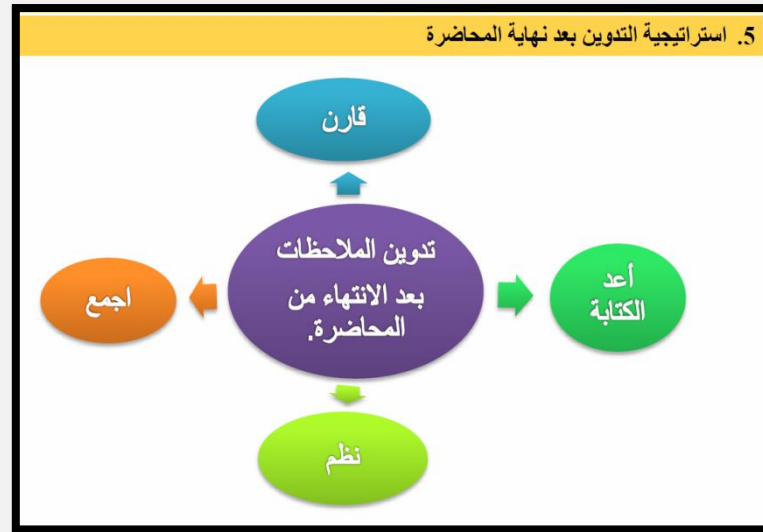 5. استراتيجية التدوين بعد نهاية المحاضرة
قارن
تدوين الملاحظات
بعد الانتهاء من
المحاضرة.
أعد
الكتابة
اجمع
نظم